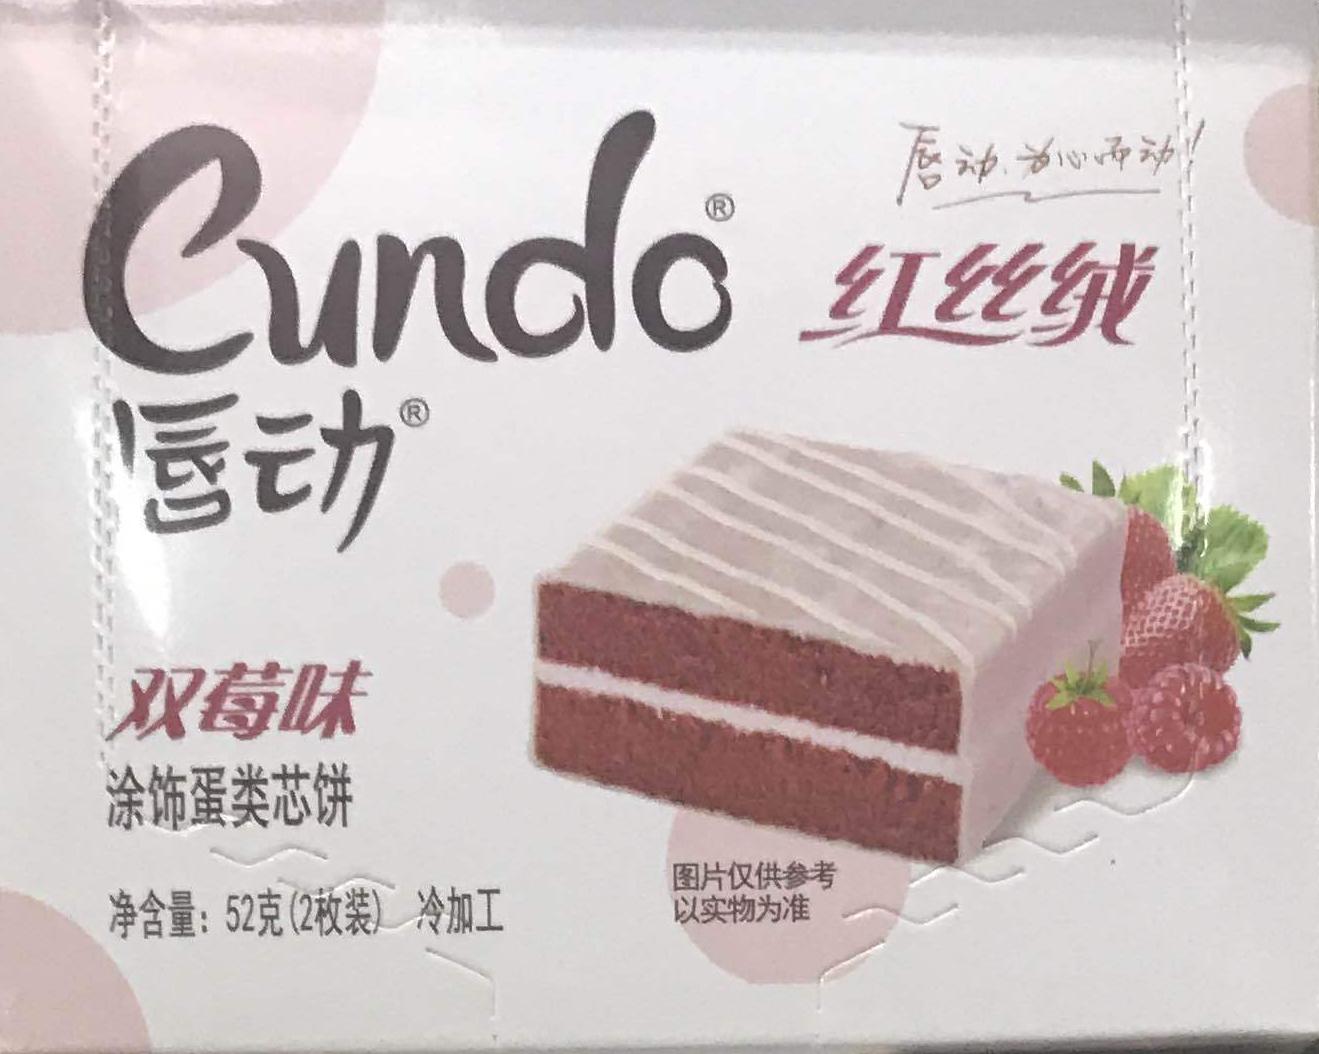 唇动,为心而动!
Cundo®
红丝绒
唇动®
双莓味
涂饰蛋类芯饼
净含量：52克(2枚装) 冷加工
图片仅供参考
以实物为准